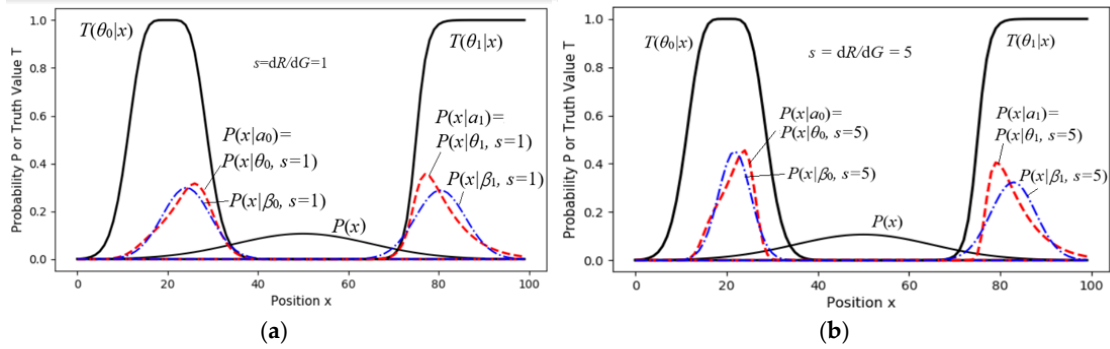 1.0
0.8
0.6
0.4
0.2
0.0
Probability P or Truth Value T
T(θ₀|x)
T(θ₁|x)
s=dR/dG=1
P(x|a₀)=
P(x|θ₀, s=1)
P(x|β₀, s=1)
P(x|a₁)=
P(x|θ₁, s=1)
P(x|β₁, s=1)
P(x)
0 20 40 60 80 100
Position x
(a)
1.0
0.8
0.6
0.4
0.2
0.0
Probability P or Truth Value T
T(θ₀|x)
T(θ₁|x)
s = dR/dG = 5
P(x|a₀)=
P(x|θ₀, s=5)
P(x|β₀, s=5)
P(x|a₁)=
P(x|θ₁, s=5)
P(x|β₁, s=5)
P(x)
0 20 40 60 80 100
Position x
(b)